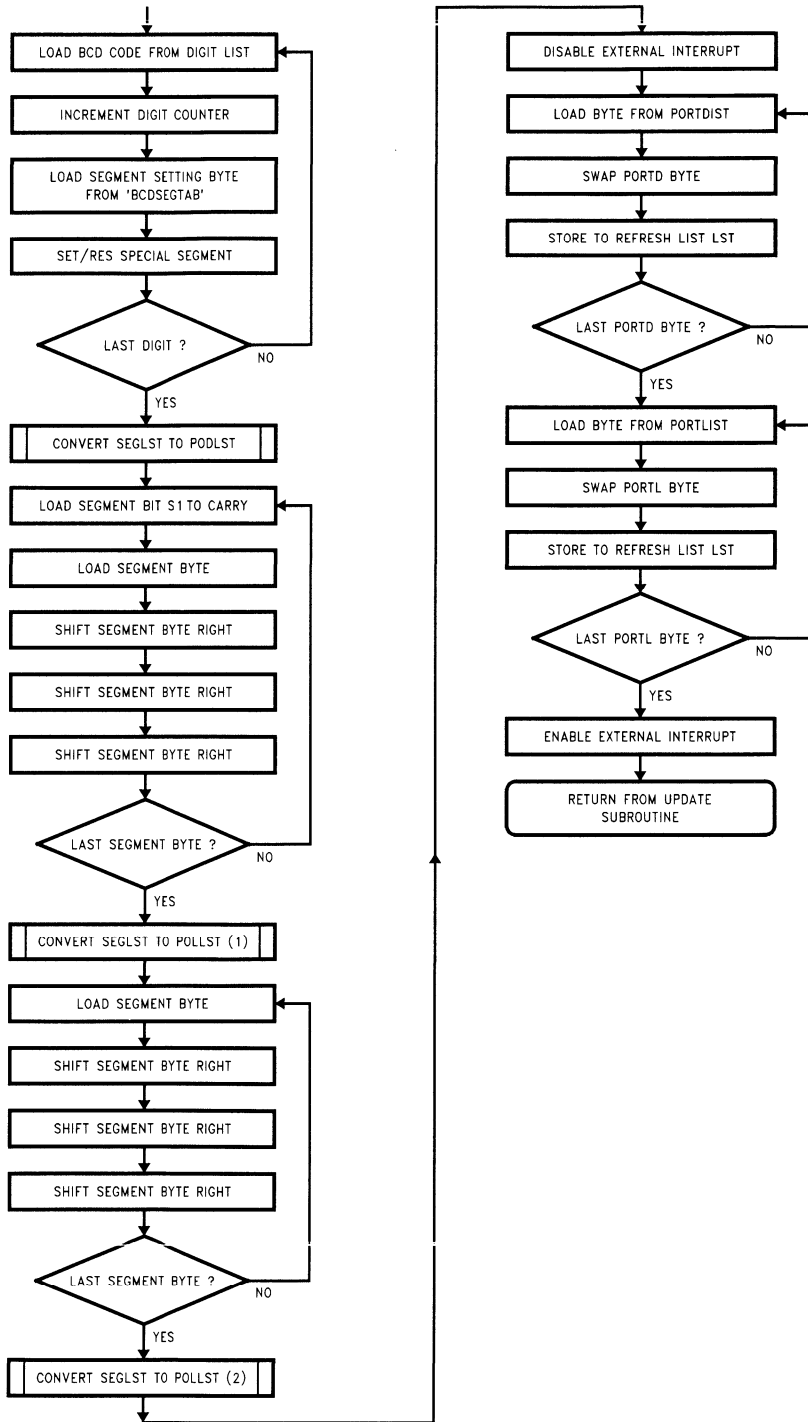 LOAD BCD CODE FROM DIGIT LIST
INCREMENT DIGIT COUNTER
LOAD SEGMENT SETTING BYTE
FROM 'BCDSEGTAB'
SET/RES SPECIAL SEGMENT
LAST DIGIT ?
NO
YES
CONVERT SEGLST TO PODLST
LOAD SEGMENT BIT S1 TO CARRY
LOAD SEGMENT BYTE
SHIFT SEGMENT BYTE RIGHT
SHIFT SEGMENT BYTE RIGHT
SHIFT SEGMENT BYTE RIGHT
LAST SEGMENT BYTE ?
NO
YES
CONVERT SEGLST TO POLLST (1)
LOAD SEGMENT BYTE
SHIFT SEGMENT BYTE RIGHT
SHIFT SEGMENT BYTE RIGHT
SHIFT SEGMENT BYTE RIGHT
LAST SEGMENT BYTE ?
NO
YES
CONVERT SEGLST TO POLLST (2)
DISABLE EXTERNAL INTERRUPT
LOAD BYTE FROM PORTDIST
SWAP PORTD BYTE
STORE TO REFRESH LIST LST
LAST PORTD BYTE ?
NO
YES
LOAD BYTE FROM PORTLIST
SWAP PORTL BYTE
STORE TO REFRESH LIST LST
LAST PORTL BYTE ?
NO
YES
ENABLE EXTERNAL INTERRUPT
RETURN FROM UPDATE
SUBROUTINE